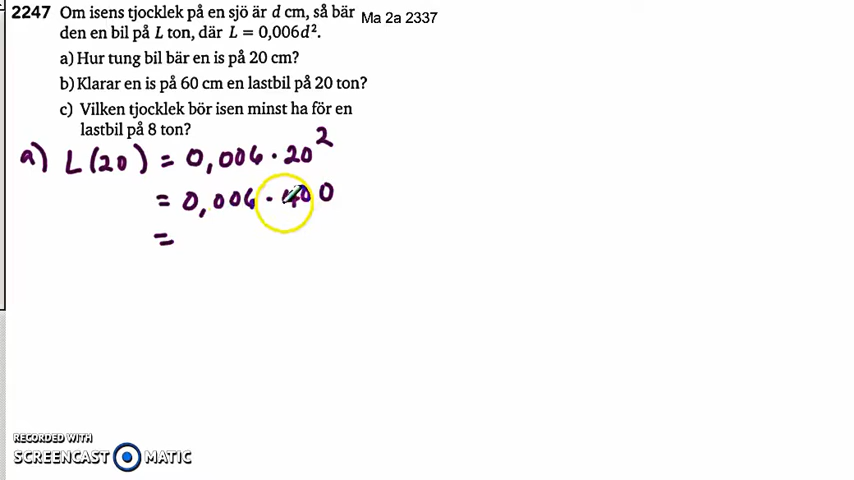 2247 Om isens tjocklek på en sjö är d cm, så bär
Ma 2a 2337
den en bil på L ton, där L = 0,006d².
a) Hur tung bil bär en is på 20 cm?
b) Klarar en is på 60 cm en lastbil på 20 ton?
c) Vilken tjocklek bör isen minst ha för en
lastbil på 8 ton?
a) L(20) = 0,006 · 20²
= 0,006 · 400
=
RECORDED WITH
SCREENCAST MATIC